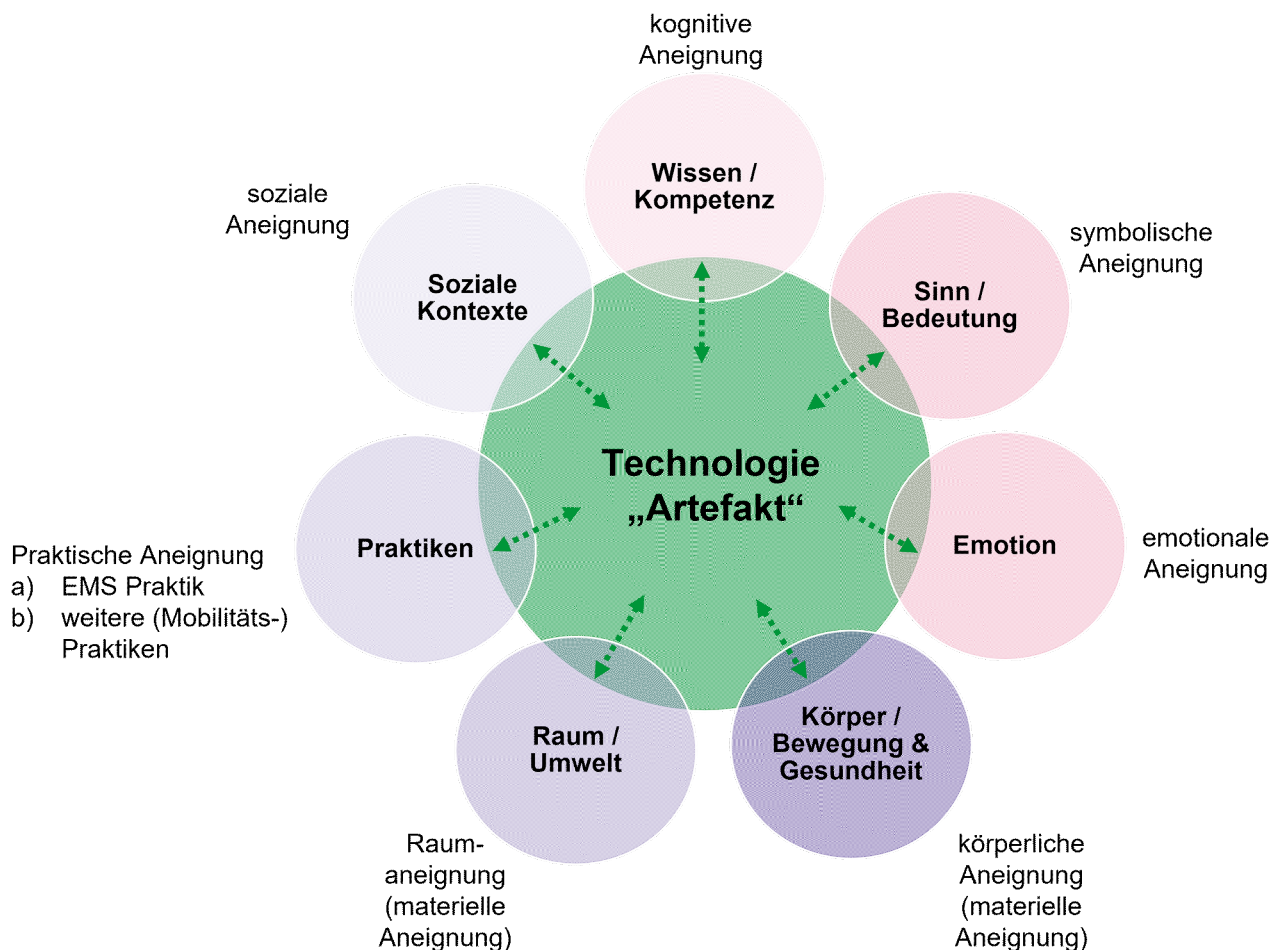 kognitive
Aneignung
Wissen /
Kompetenz
soziale
Aneignung
Soziale
Kontexte
symbolische
Aneignung
Sinn /
Bedeutung
Technologie
„Artefakt“
Praktische Aneignung
a) EMS Praktik
b) weitere (Mobilitäts-)
Praktiken
Praktiken
Emotion
emotionale
Aneignung
Raum /
Umwelt
Körper /
Bewegung &
Gesundheit
Raum-
aneignung
(materielle
Aneignung)
körperliche
Aneignung
(materielle
Aneignung)